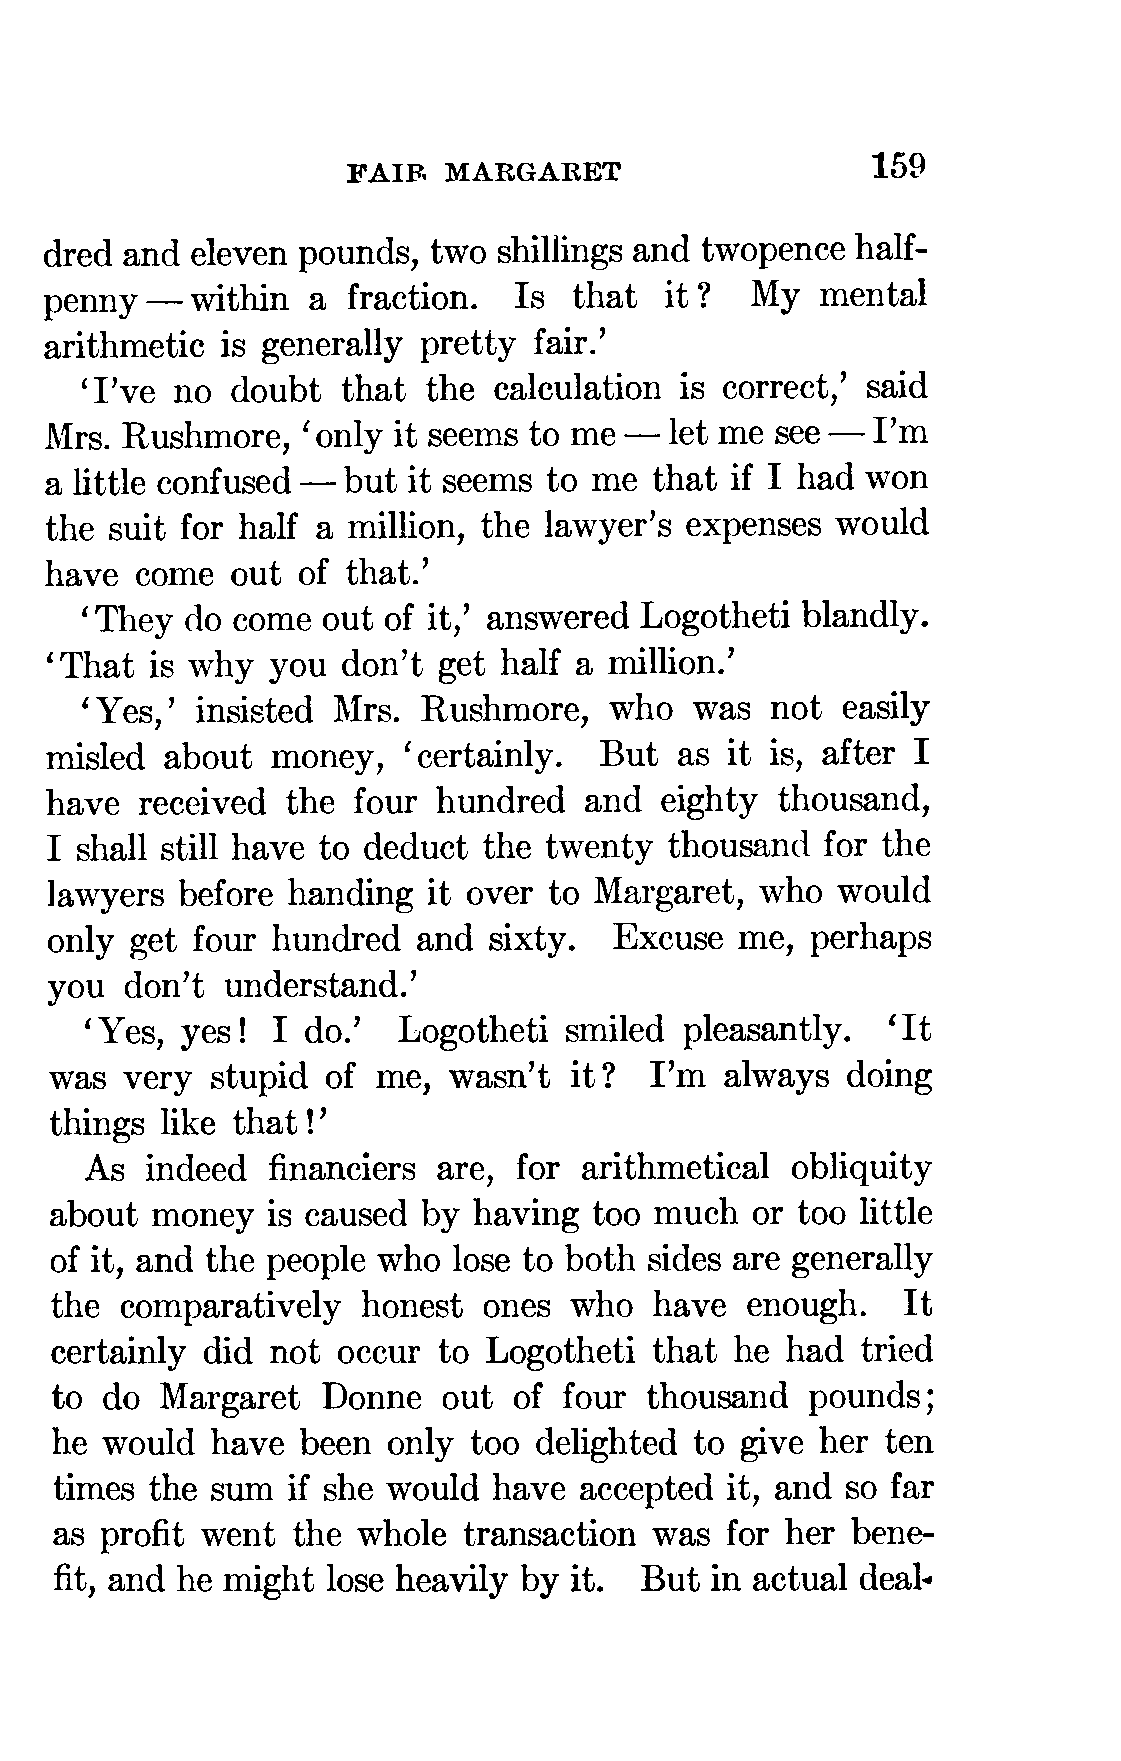 FAIR MARGARET 159
dred and eleven pounds, two shillings and twopence half-
penny — within a fraction. Is that it? My mental
arithmetic is generally pretty fair.’
‘I’ve no doubt that the calculation is correct,’ said
Mrs. Rushmore, ‘only it seems to me — let me see — I’m
a little confused — but it seems to me that if I had won
the suit for half a million, the lawyer’s expenses would
have come out of that.’
‘They do come out of it,’ answered Logotheti blandly.
‘That is why you don’t get half a million.’
‘Yes,’ insisted Mrs. Rushmore, who was not easily
misled about money, ‘certainly. But as it is, after I
have received the four hundred and eighty thousand,
I shall still have to deduct the twenty thousand for the
lawyers before handing it over to Margaret, who would
only get four hundred and sixty. Excuse me, perhaps
you don’t understand.’
‘Yes, yes! I do.’ Logotheti smiled pleasantly. ‘It
was very stupid of me, wasn’t it? I’m always doing
things like that!’
As indeed financiers are, for arithmetical obliquity
about money is caused by having too much or too little
of it, and the people who lose to both sides are generally
the comparatively honest ones who have enough. It
certainly did not occur to Logotheti that he had tried
to do Margaret Donne out of four thousand pounds;
he would have been only too delighted to give her ten
times the sum if she would have accepted it, and so far
as profit went the whole transaction was for her bene-
fit, and he might lose heavily by it. But in actual deal-